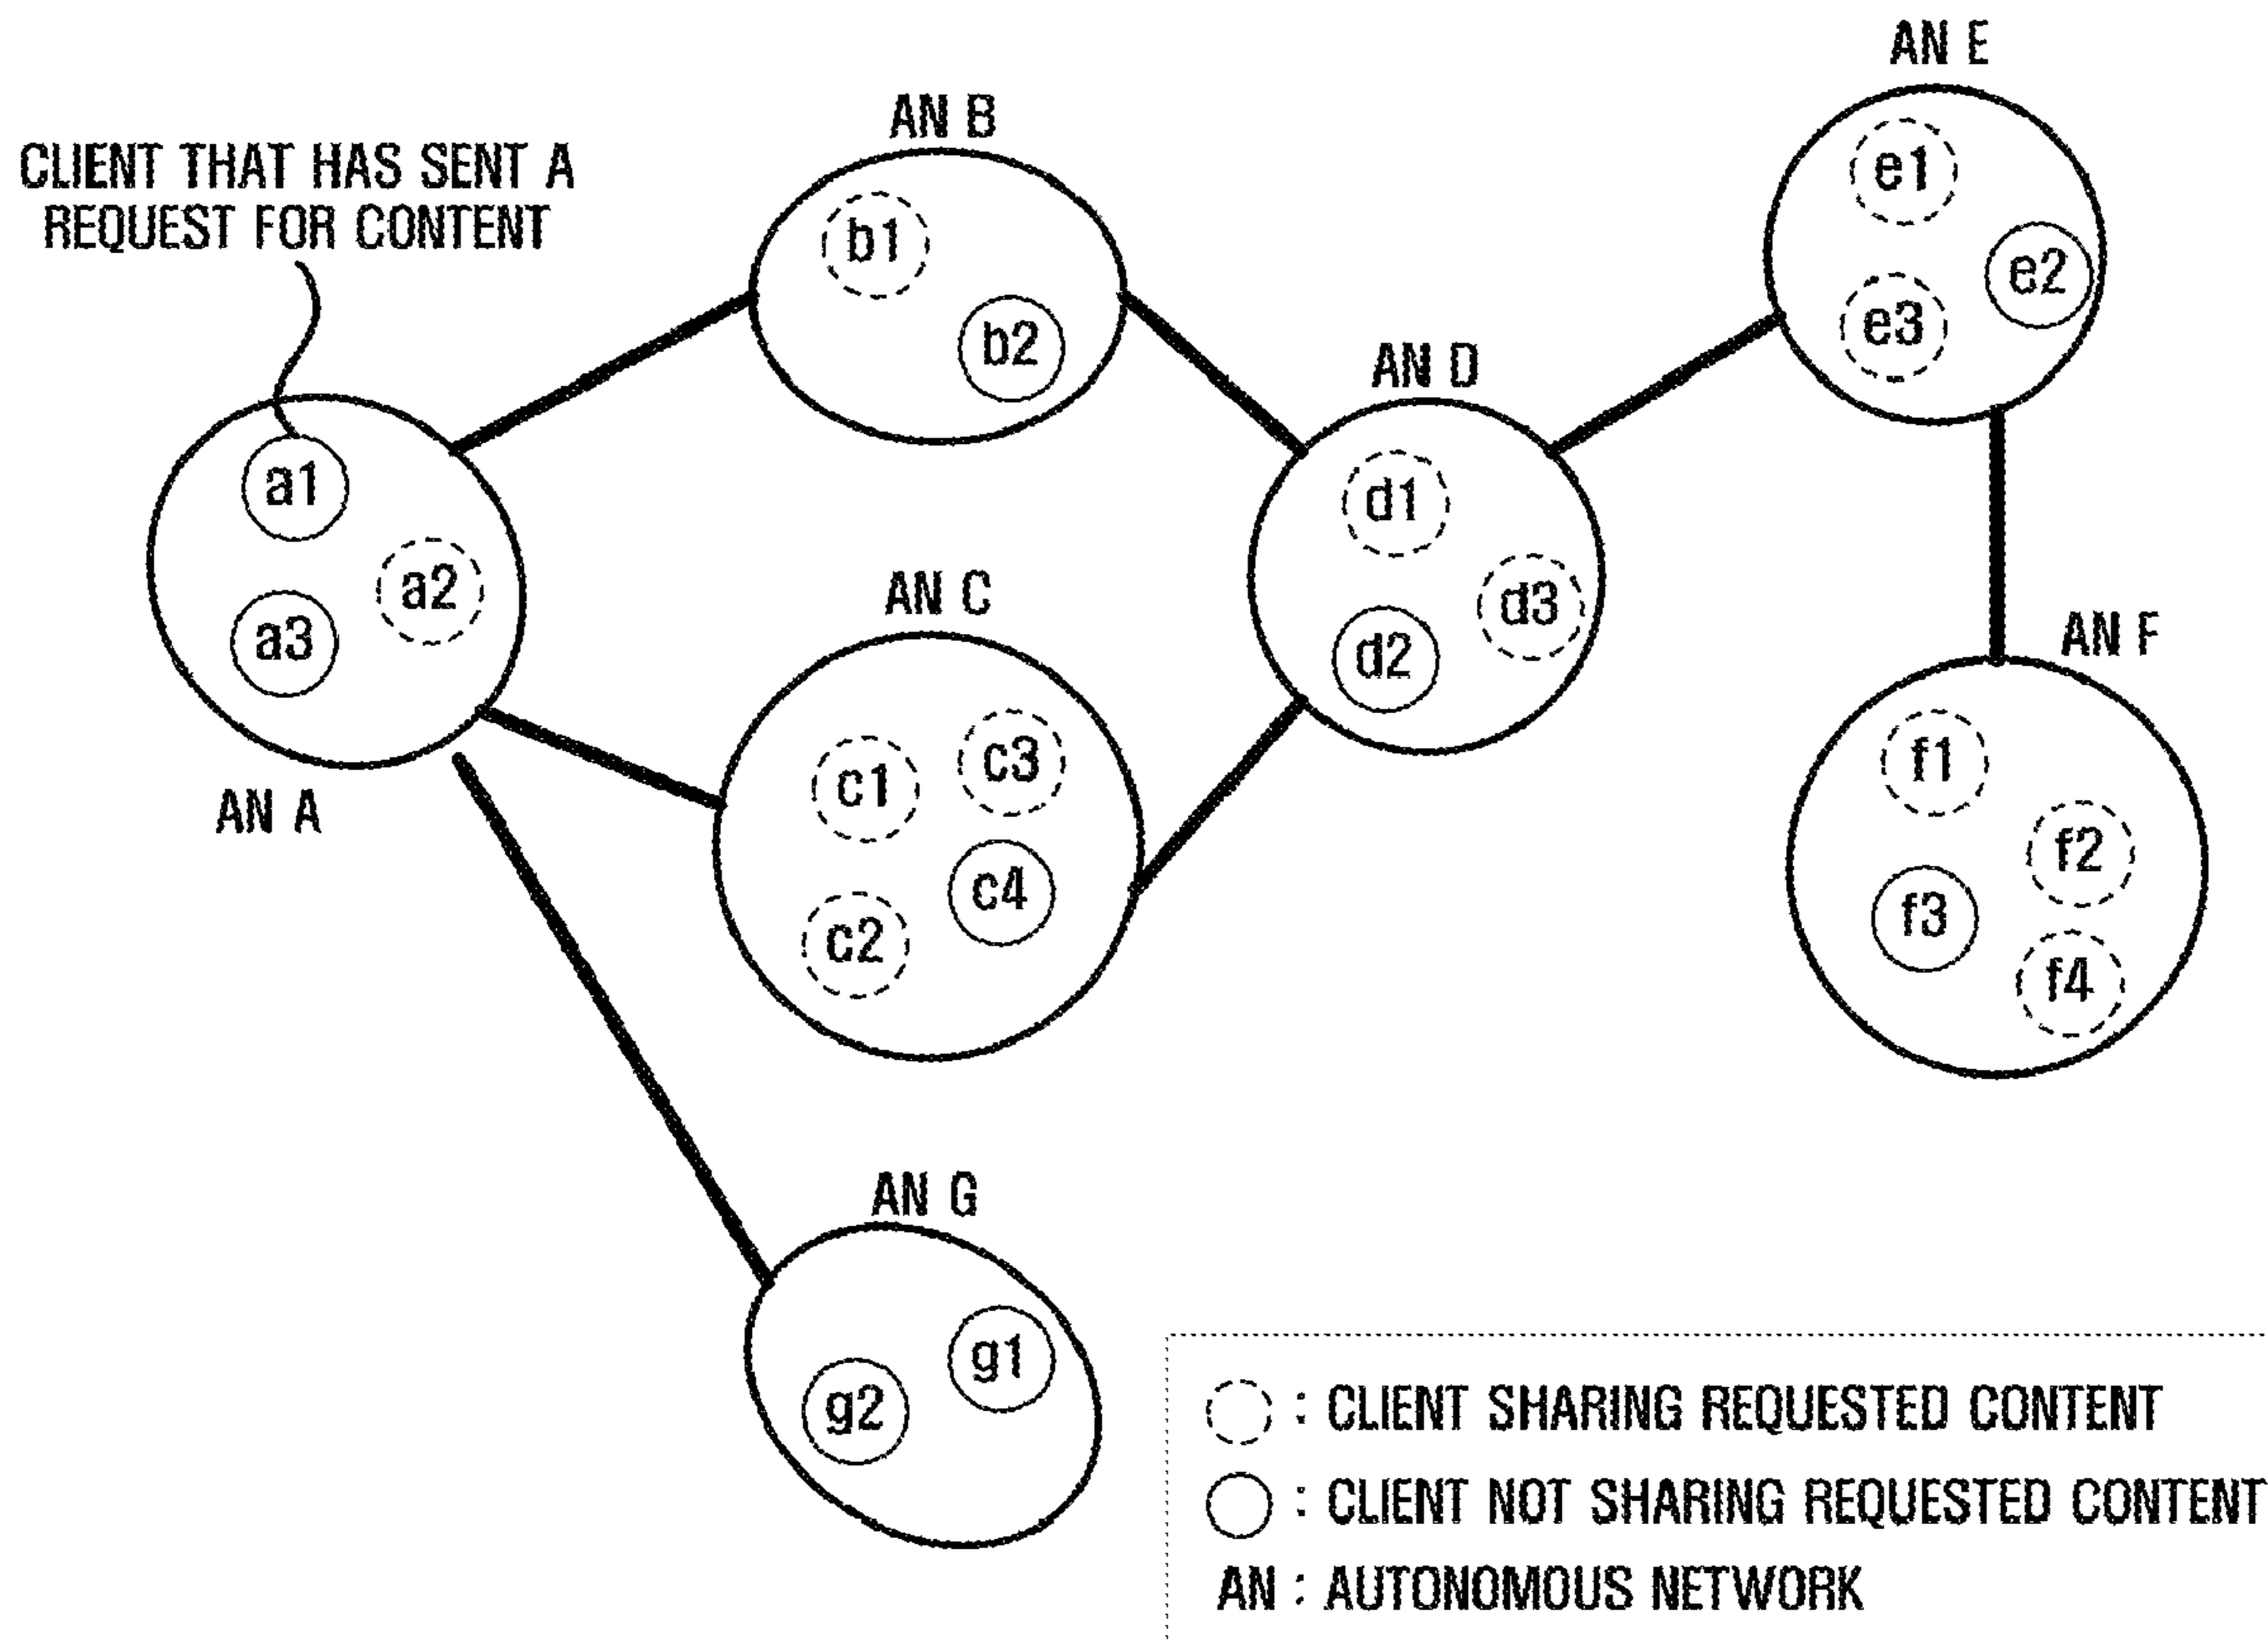 AN E
AN B
CLIENT THAT HAS SENT A
REQUEST FOR CONTENT
e1
b1
e2
e3
b2
AN D
a1
d1
a2
AN C
d3
a3
d2
AN F
c3
c1
f1
AN A
f2
c4
f3
c2
f4
AN G
g1
g2
: CLIENT SHARING REQUESTED CONTENT
: CLIENT NOT SHARING REQUESTED CONTENT
AN : AUTONOMOUS NETWORK